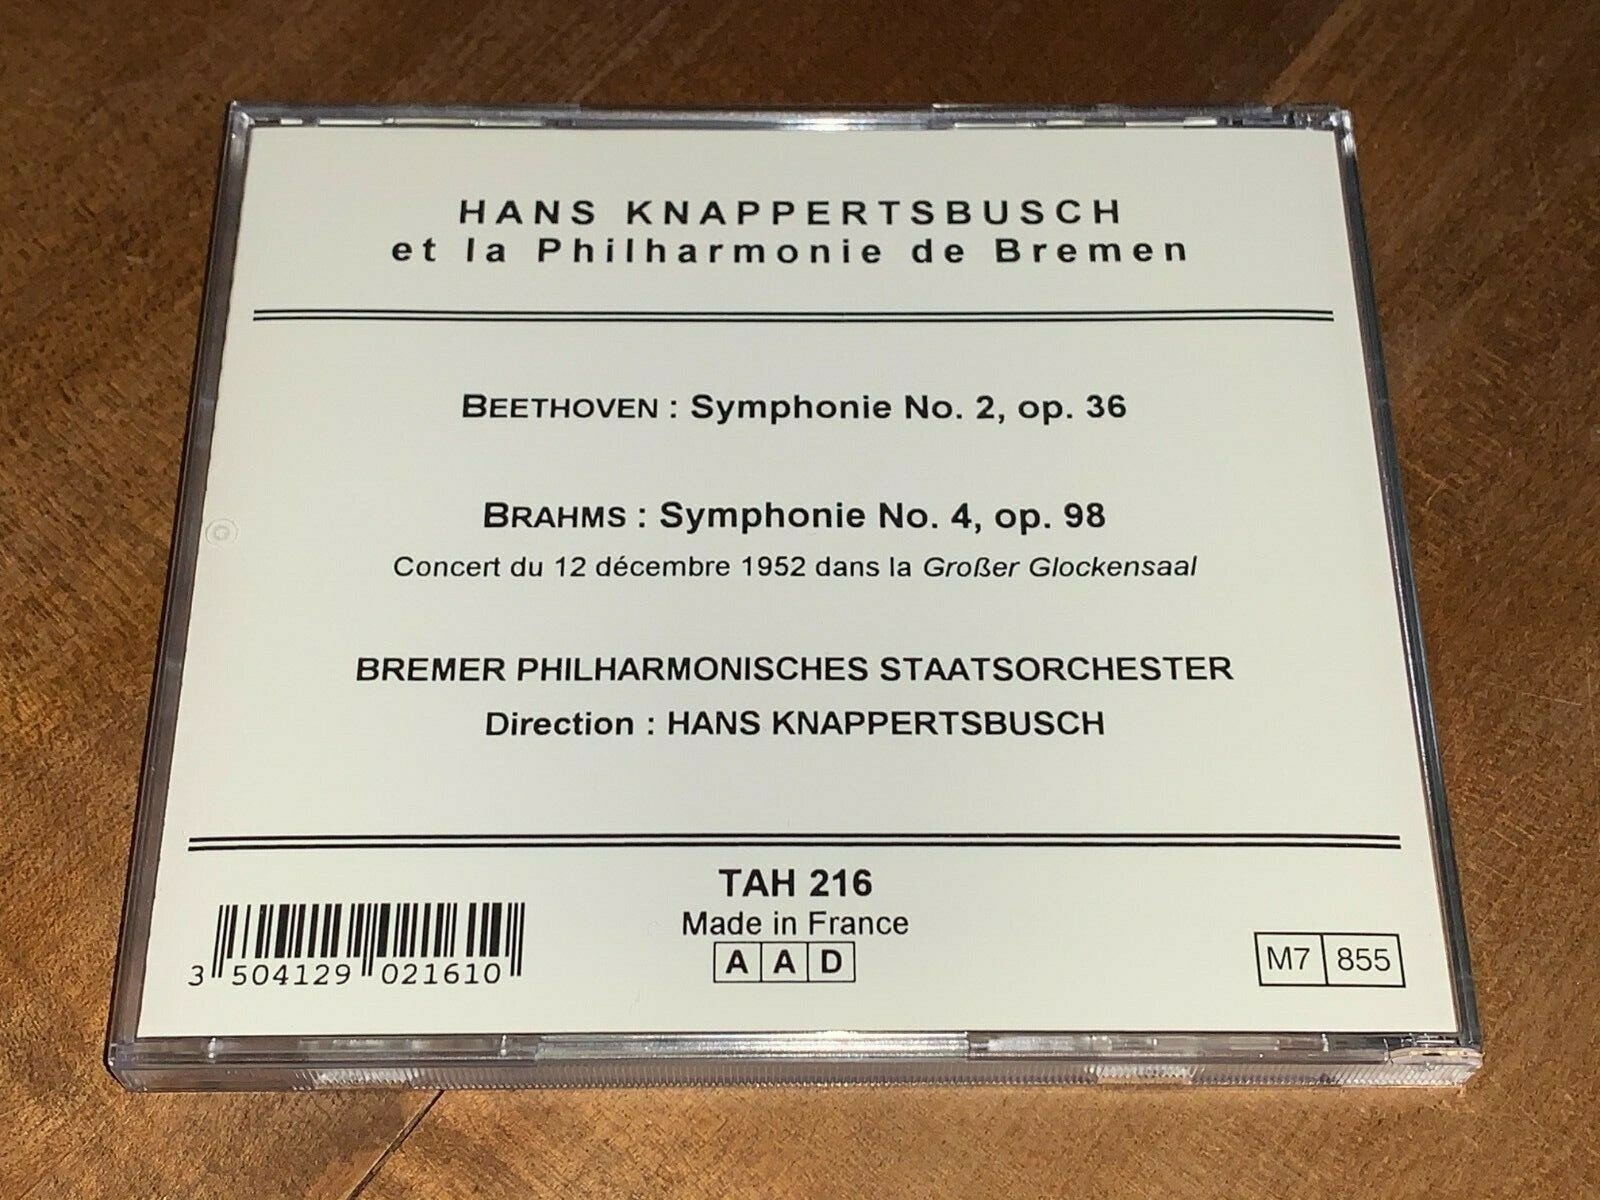 HANS KNAPPERTSBUSCH
et la Philharmonie de Bremen
BEETHOVEN : Symphonie No. 2, op. 36
BRAHMS : Symphonie No. 4, op. 98
Concert du 12 décembre 1952 dans la Großer Glockensaal
BREMER PHILHARMONISCHES STAATSORCHESTER
Direction : HANS KNAPPERTSBUSCH
TAH 216
Made in France
A A D
3 504129 021610
M7 855